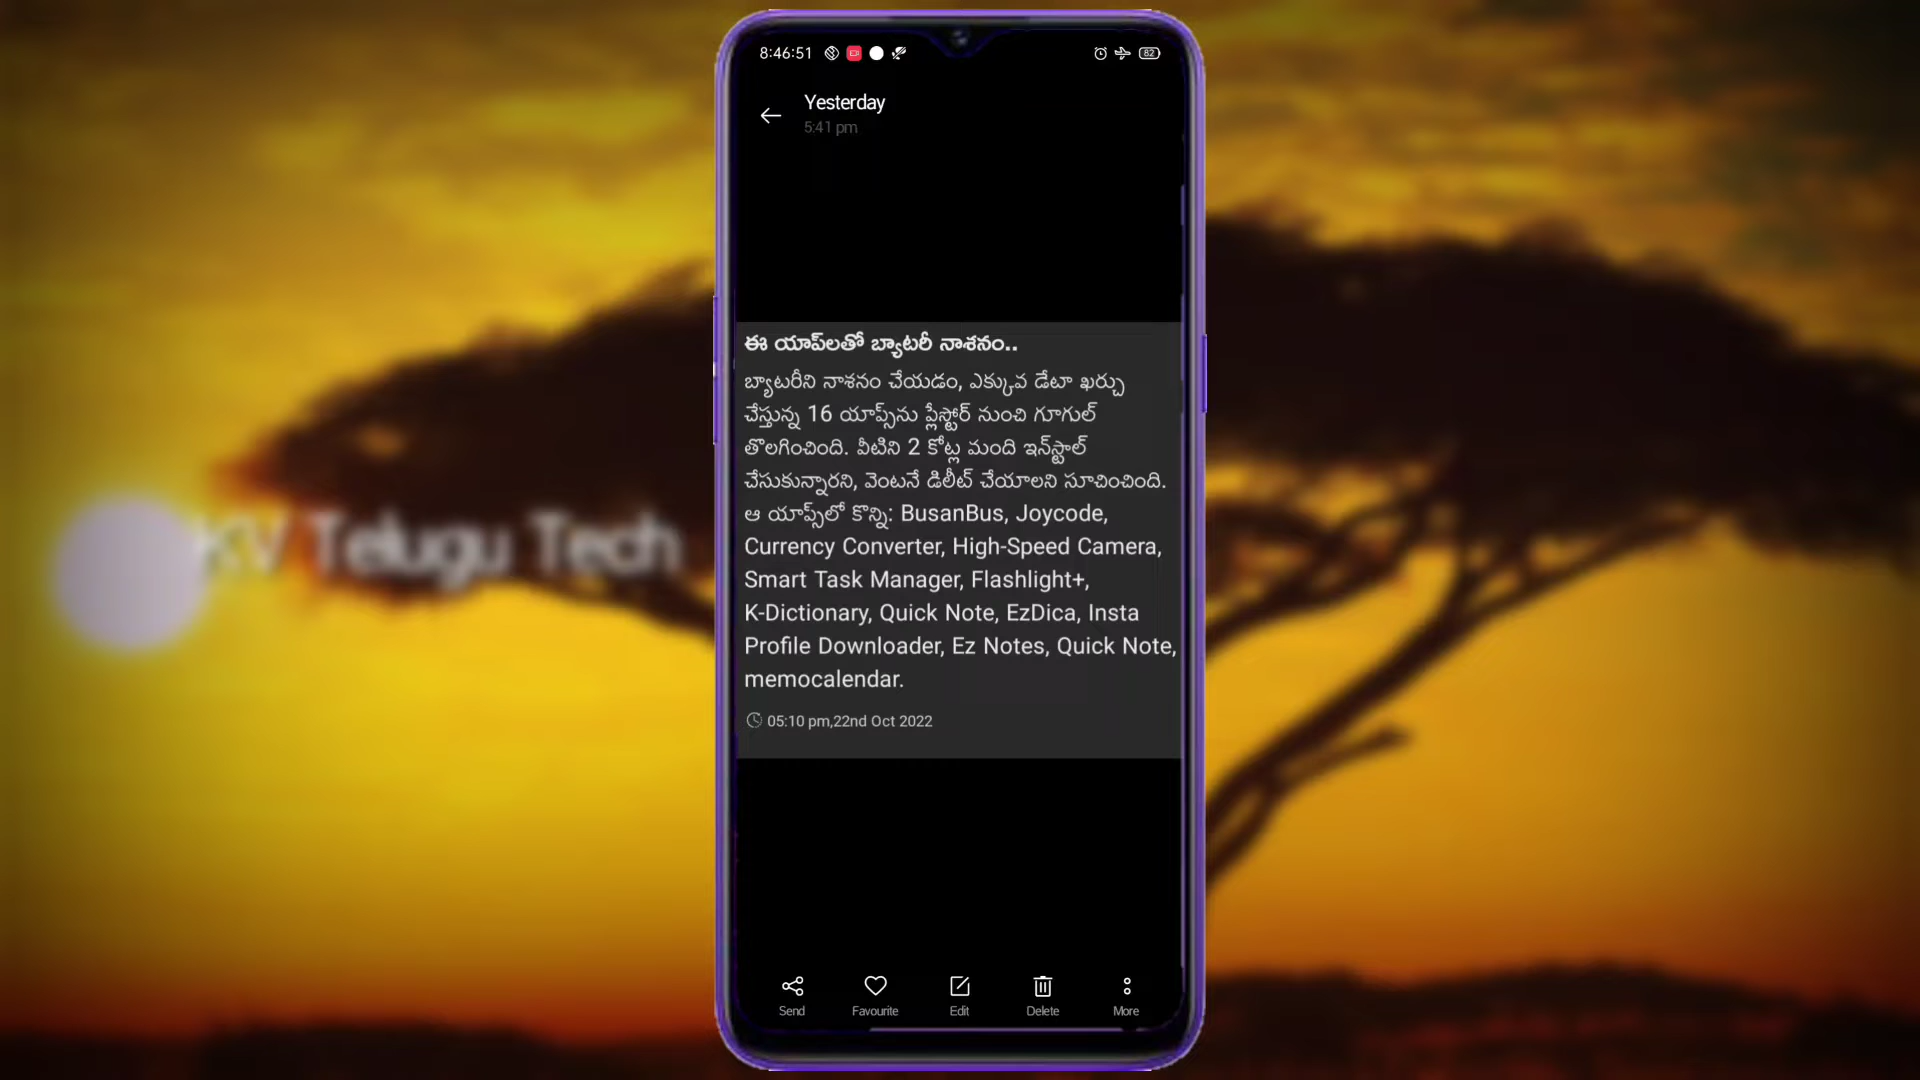 8:46:51
82
Yesterday
5:41 pm
ఈ యాప్‌లతో బ్యాటరీ నాశనం..
బ్యాటరీని నాశనం చేయడం, ఎక్కువ డేటా ఖర్చు
చేస్తున్న 16 యాప్స్‌ను ప్లేస్టోర్ నుంచి గూగుల్
తొలగించింది. వీటిని 2 కోట్ల మంది ఇన్‌స్టాల్
చేసుకున్నారని, వెంటనే డిలీట్ చేయాలని సూచించింది.
ఆ యాప్స్‌లో కొన్ని: BusanBus, Joycode,
Currency Converter, High-Speed Camera,
Smart Task Manager, Flashlight+,
K-Dictionary, Quick Note, EzDica, Insta
Profile Downloader, Ez Notes, Quick Note,
memocalendar.
05:10 pm,22nd Oct 2022
KV Telugu Tech
Send Favourite Edit Delete More